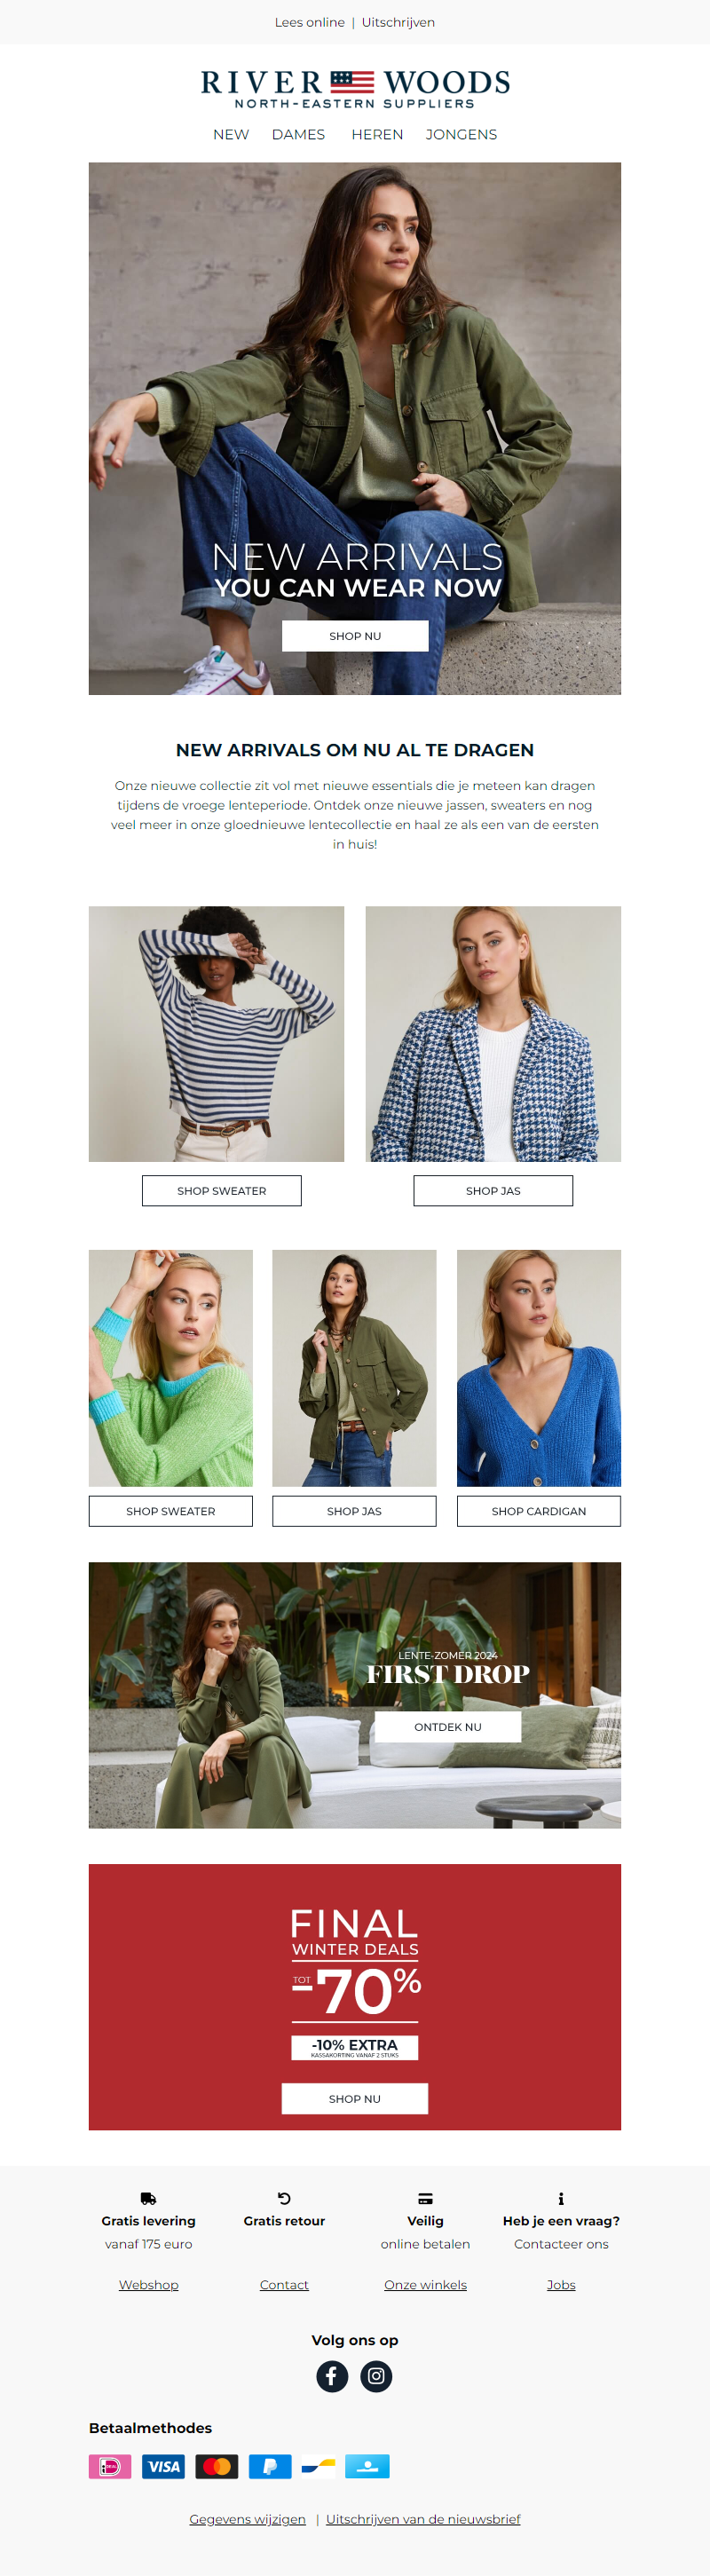 Lees online | Uitschrijven
RIVER WOODS
NORTH-EASTERN SUPPLIERS
NEW DAMES HEREN JONGENS
NEW ARRIVALS
YOU CAN WEAR NOW
SHOP NU
NEW ARRIVALS OM NU AL TE DRAGEN
Onze nieuwe collectie zit vol met nieuwe essentials die je meteen kan dragen
tijdens de vroege lenteperiode. Ontdek onze nieuwe jassen, sweaters en nog
veel meer in onze gloednieuwe lentecollectie en haal ze als een van de eersten
in huis!
SHOP SWEATER SHOP JAS
SHOP SWEATER SHOP JAS SHOP CARDIGAN
LENTE-ZOMER 2024
FIRST DROP
ONTDEK NU
FINAL
WINTER DEALS
TOT -70%
-10% EXTRA
KASSAKORTING VANAF 2 STUKS
SHOP NU
Gratis levering Gratis retour Veilig Heb je een vraag?
vanaf 175 euro online betalen Contacteer ons
Webshop Contact Onze winkels Jobs
Volg ons op
Betaalmethodes
VISA
Gegevens wijzigen | Uitschrijven van de nieuwsbrief